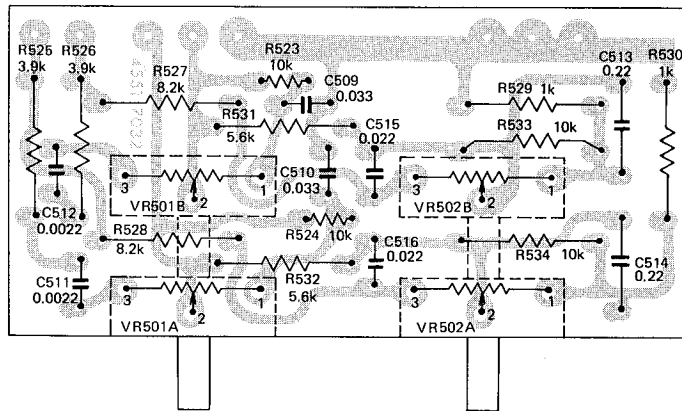 R525
3.9k
R526
3.9k
R527
8.2k
R523
10k
C509
0.033
R531
5.6k
C515
0.022
R529 1k
R533 10k
C513
0.22
R530
1k
C512
0.0022
3 1
2
VR501B
C510
0.033
3 1
2
VR502B
R528
8.2k
R524 10k
C516
0.022
R534 10k
C514
0.22
C511
0.0022
R532
5.6k
3 1
2
VR501A
3 1
2
VR502A